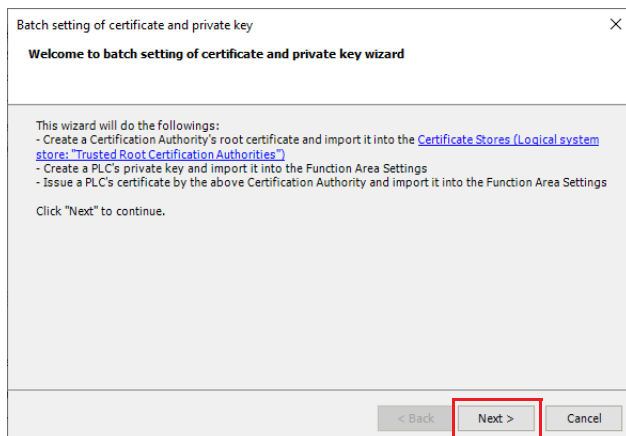 Batch setting of certificate and private key
Welcome to batch setting of certificate and private key wizard
This wizard will do the followings:
- Create a Certification Authority's root certificate and import it into the Certificate Stores (Logical system
store: "Trusted Root Certification Authorities")
- Create a PLC's private key and import it into the Function Area Settings
- Issue a PLC's certificate by the above Certification Authority and import it into the Function Area Settings
Click "Next" to continue.
< Back Next > Cancel